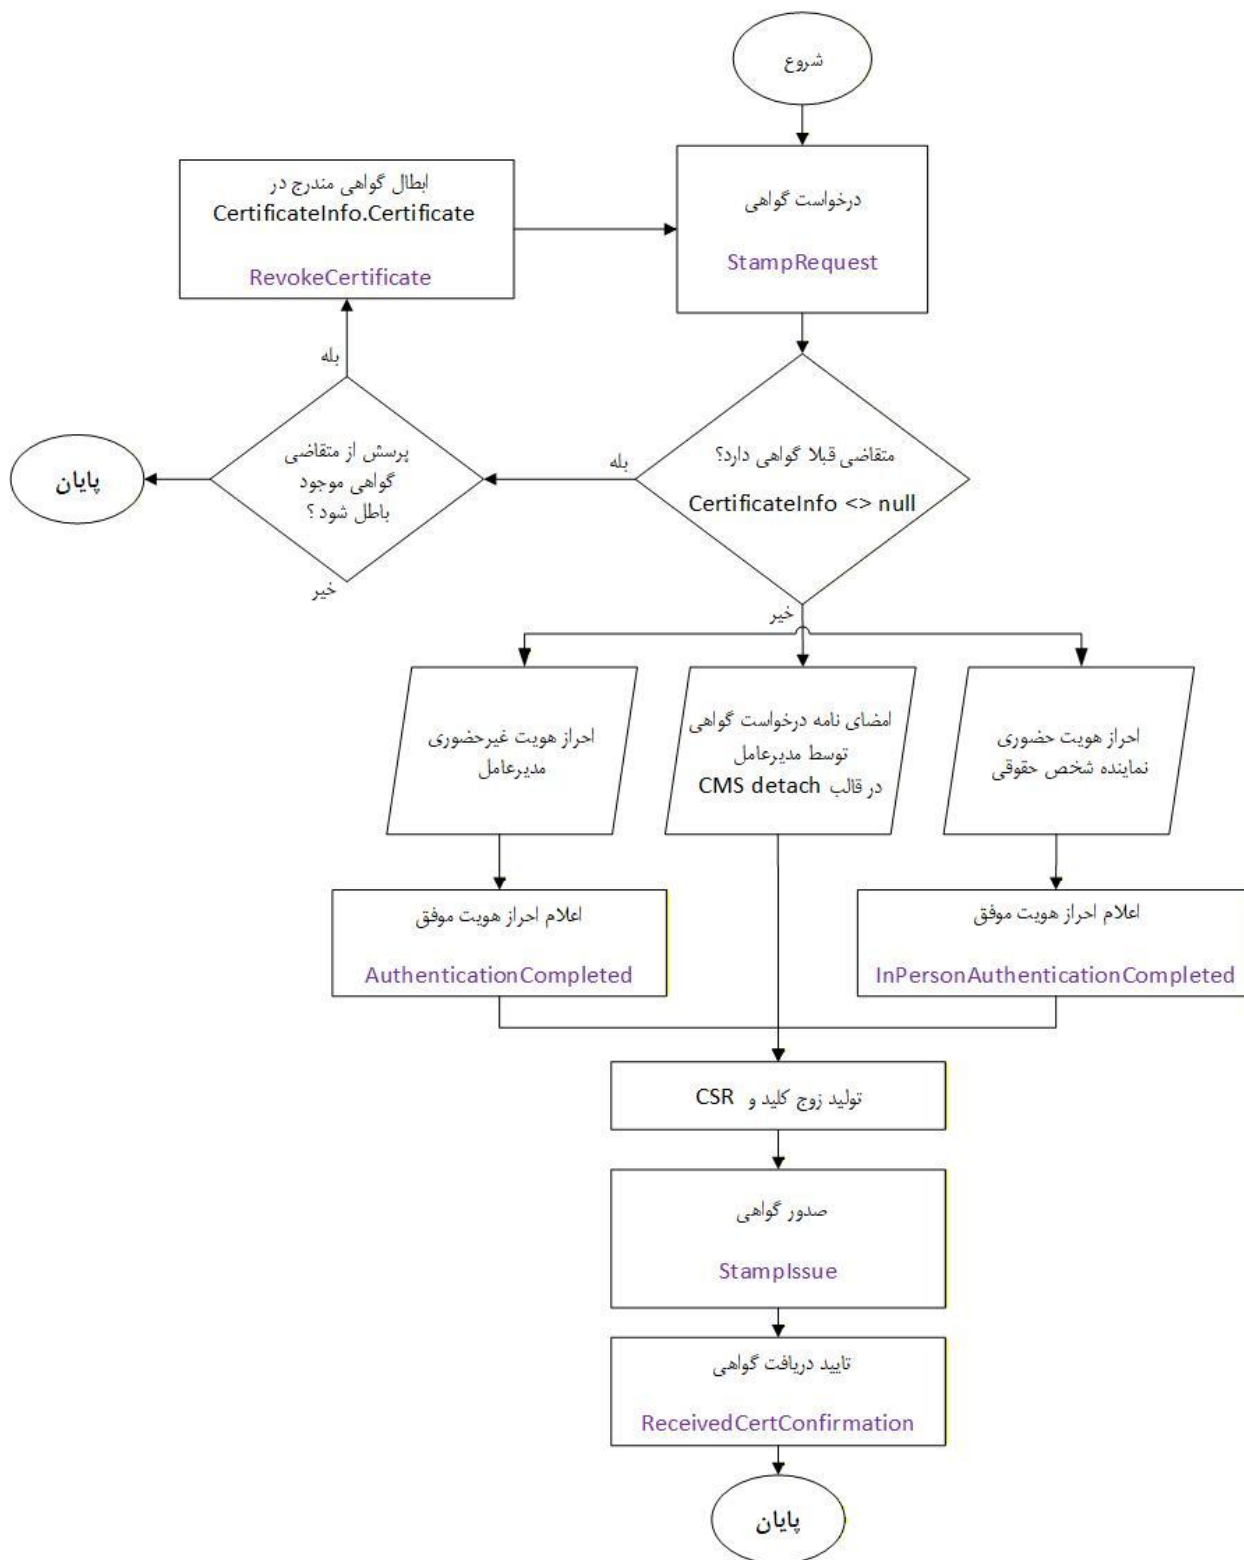 شروع
درخواست گواهی
StampRequest
ابطال گواهی مندرج در
CertificateInfo.Certificate
RevokeCertificate
بله
متقاضی قبلا گواهی دارد؟
CertificateInfo <> null
بله
پرسش از متقاضی
گواهی موجود
باطل شود ؟
پایان
خیر
خیر
احراز هویت حضوری
نماینده شخص حقوقی
امضای نامه درخواست گواهی
توسط مدیرعامل
در قالب CMS detach
احراز هویت غیرحضوری
مدیرعامل
اعلام احراز هویت موفق
InPersonAuthenticationCompleted
اعلام احراز هویت موفق
AuthenticationCompleted
تولید زوج کلید و CSR
صدور گواهی
StampIssue
تایید دریافت گواهی
ReceivedCertConfirmation
پایان